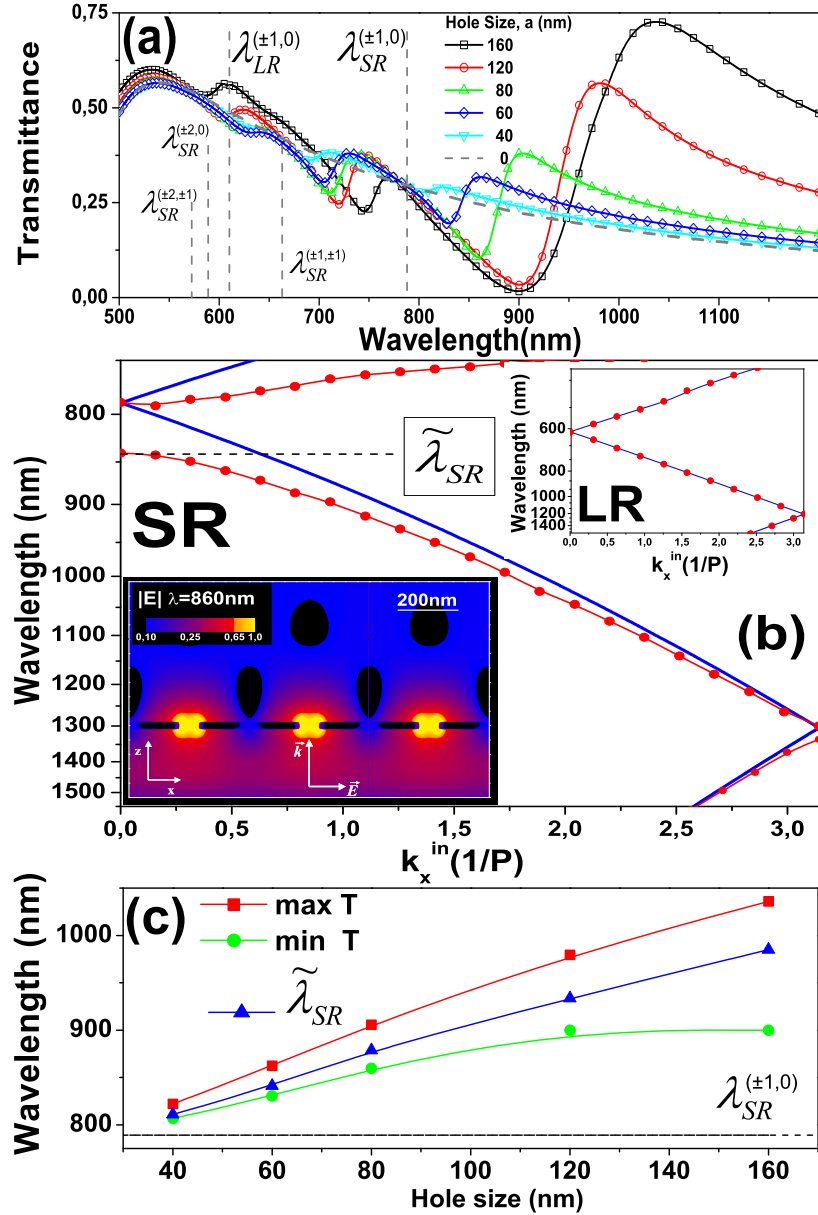 (a)
Transmittance
0,75
0,50
0,25
0,00
λ_LR^(±1,0)
λ_SR^(±1,0)
λ_SR^(±2,0)
λ_SR^(±2,±1)
λ_SR^(±1,±1)
Hole Size, a (nm)
160
120
80
60
40
0
500 600 700 800 900 1000 1100
Wavelength(nm)
Wavelength (nm)
800
900
1000
1100
1200
1300
1400
1500
SR
λ̃_SR
(b)
Wavelength (nm)
600
800
1000
1200
1400
LR
0,0 0,5 1,0 1,5 2,0 2,5 3,0
k_x^in(1/P)
|E| λ=860nm
0,10 0,25 0,65 1,0
200nm
z
x
k⃗
E⃗
0,0 0,5 1,0 1,5 2,0 2,5 3,0
k_x^in(1/P)
(c)
Wavelength (nm)
1000
900
800
max T
min T
λ̃_SR
λ_SR^(±1,0)
40 60 80 100 120 140 160
Hole size (nm)